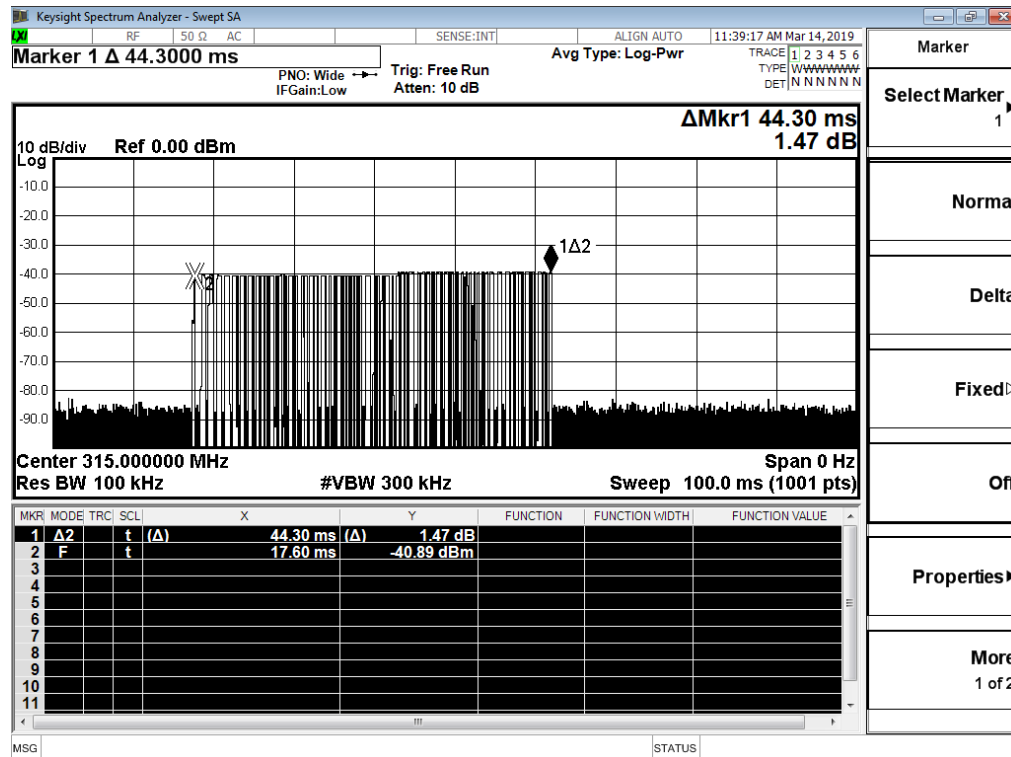 Keysight Spectrum Analyzer - Swept SA
LXI RF 50 Ω AC SENSE:INT ALIGN AUTO 11:39:17 AM Mar 14, 2019
Marker 1 Δ 44.3000 ms
PNO: Wide
IFGain:Low
Trig: Free Run
Atten: 10 dB
Avg Type: Log-Pwr
TRACE 1 2 3 4 5 6
TYPE WWWWWW
DET N N N N N N
ΔMkr1 44.30 ms
1.47 dB
10 dB/div Ref 0.00 dBm
Log
-10.0
-20.0
-30.0
-40.0
-50.0
-60.0
-70.0
-80.0
-90.0
1Δ2
2
Center 315.000000 MHz Span 0 Hz
Res BW 100 kHz #VBW 300 kHz Sweep 100.0 ms (1001 pts)
MKR MODE TRC SCL X Y FUNCTION FUNCTION WIDTH FUNCTION VALUE
1 Δ2 t (Δ) 44.30 ms (Δ) 1.47 dB
2 F t 17.60 ms -40.89 dBm
3
4
5
6
7
8
9
10
11
MSG STATUS
Marker
Select Marker
1
Norma
Delta
Fixed
Off
Properties
More
1 of 2